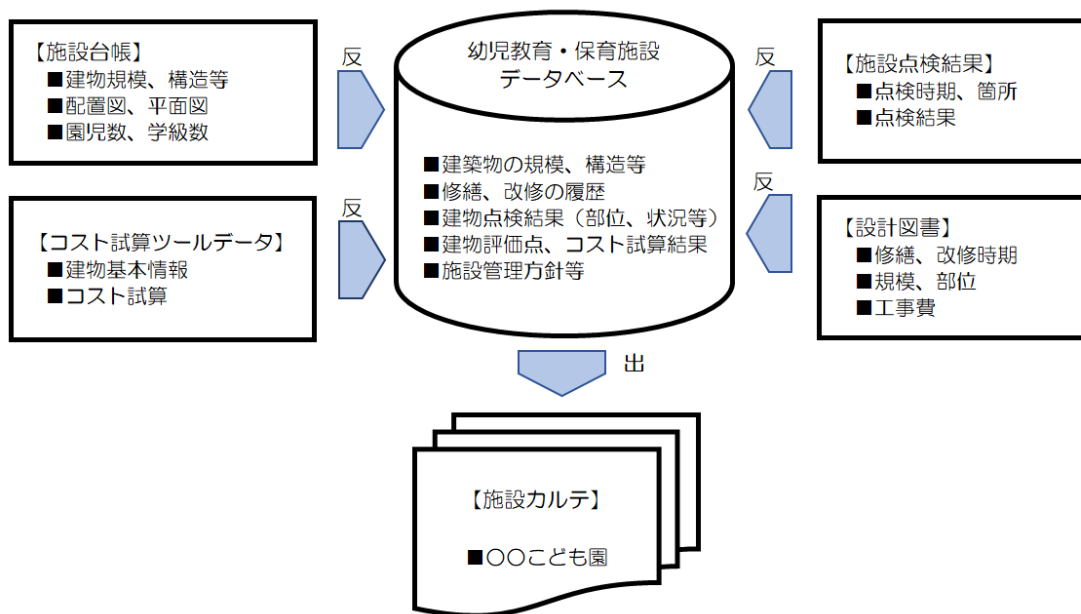 【施設台帳】
■建物規模、構造等
■配置図、平面図
■園児数、学級数
反
幼児教育・保育施設
データベース
反
【施設点検結果】
■点検時期、箇所
■点検結果
【コスト試算ツールデータ】
■建物基本情報
■コスト試算
反
■建築物の規模、構造等
■修繕、改修の履歴
■建物点検結果（部位、状況等）
■建物評価点、コスト試算結果
■施設管理方針等
反
【設計図書】
■修繕、改修時期
■規模、部位
■工事費
出
【施設カルテ】
■〇〇こども園